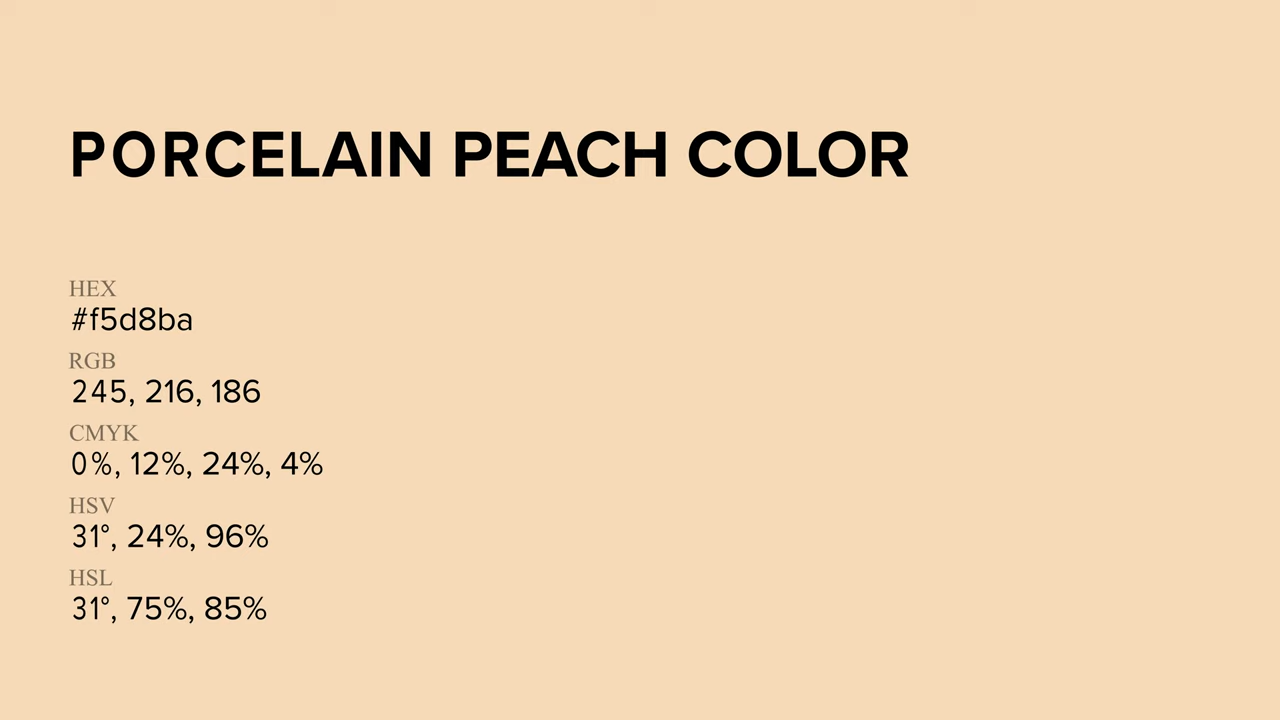 PORCELAIN PEACH COLOR
HEX
#f5d8ba
RGB
245, 216, 186
CMYK
0%, 12%, 24%, 4%
HSV
31°, 24%, 96%
HSL
31°, 75%, 85%